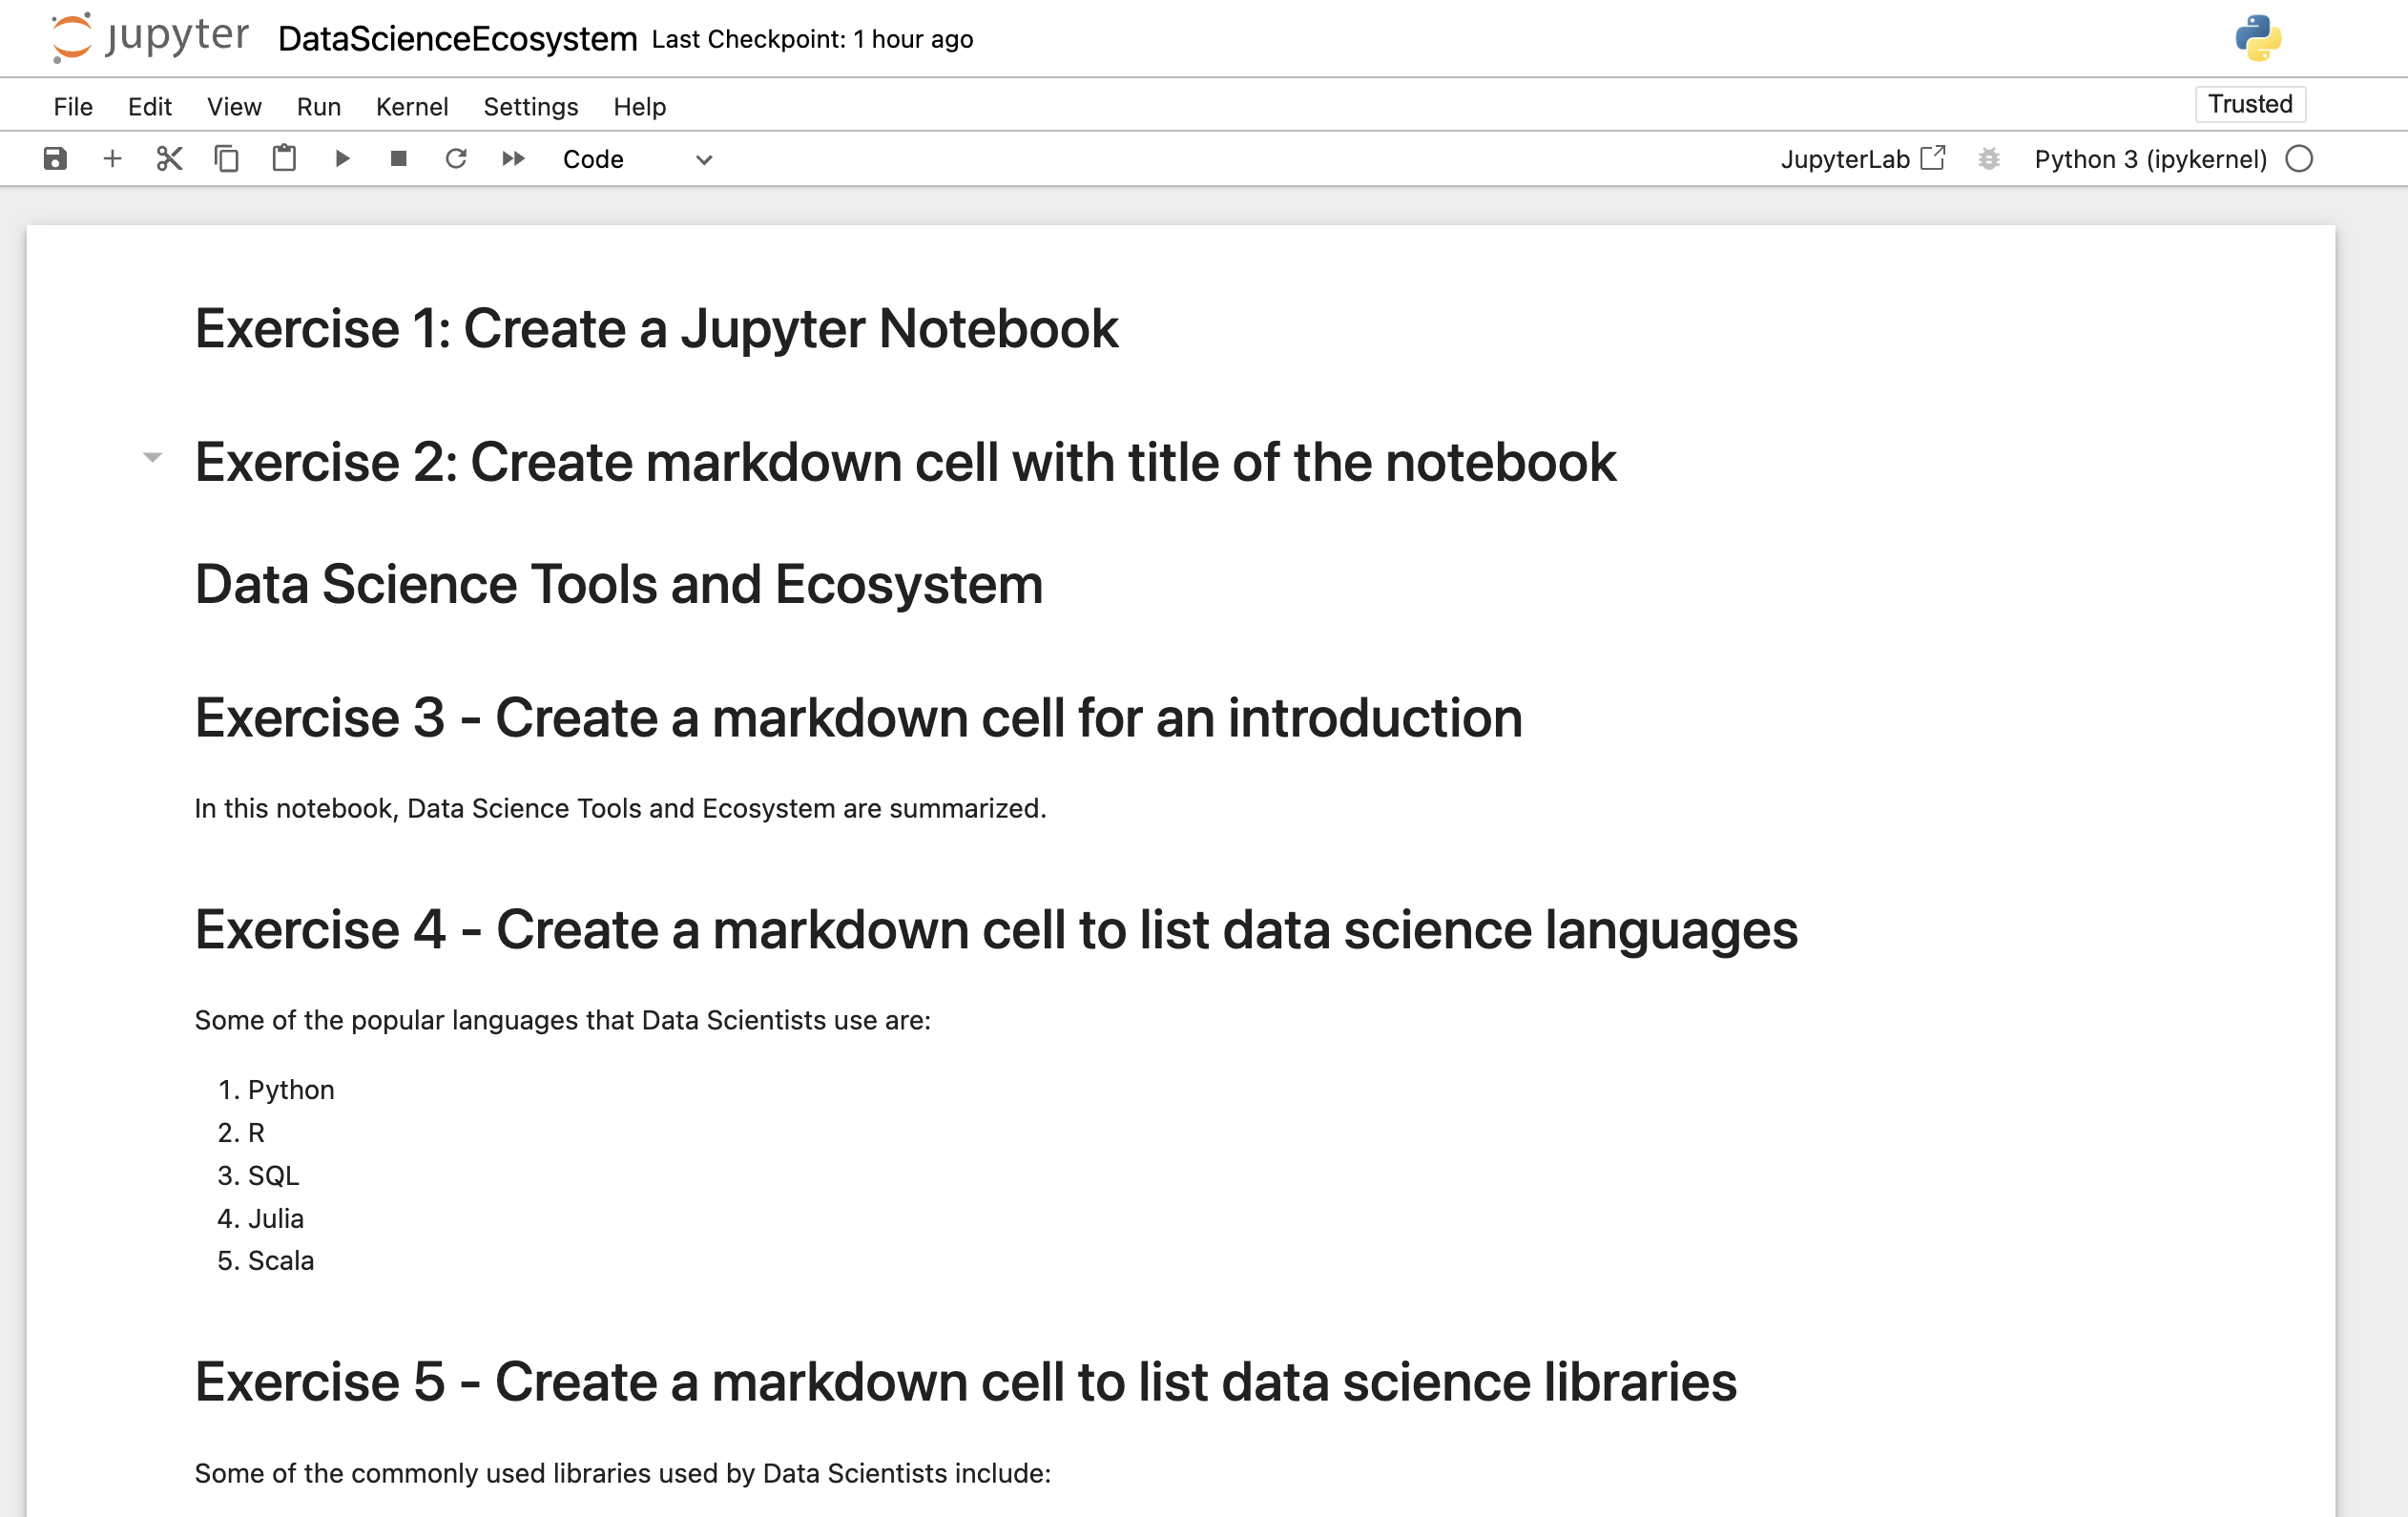 jupyter DataScienceEcosystem Last Checkpoint: 1 hour ago
File Edit View Run Kernel Settings Help Trusted
Code JupyterLab Python 3 (ipykernel)
Exercise 1: Create a Jupyter Notebook
Exercise 2: Create markdown cell with title of the notebook
Data Science Tools and Ecosystem
Exercise 3 - Create a markdown cell for an introduction
In this notebook, Data Science Tools and Ecosystem are summarized.
Exercise 4 - Create a markdown cell to list data science languages
Some of the popular languages that Data Scientists use are:
1. Python
2. R
3. SQL
4. Julia
5. Scala
Exercise 5 - Create a markdown cell to list data science libraries
Some of the commonly used libraries used by Data Scientists include: